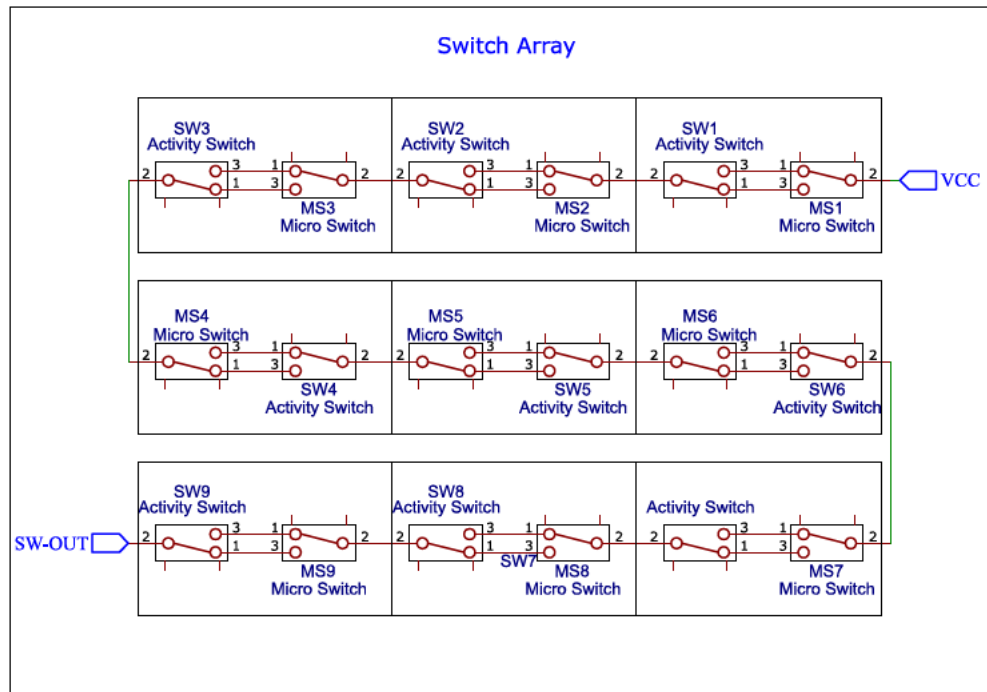 Switch Array
SW3 SW2 SW1
Activity Switch Activity Switch Activity Switch
2 3 1 2 2 3 1 2 2 3 1 2 VCC
1 3 1 3 1 3
MS3 MS2 MS1
Micro Switch Micro Switch Micro Switch
MS4 MS5 MS6
Micro Switch Micro Switch Micro Switch
2 3 1 2 2 3 1 2 2 3 1 2
1 3 1 3 1 3
SW4 SW5 SW6
Activity Switch Activity Switch Activity Switch
SW9 SW8
Activity Switch Activity Switch Activity Switch
SW-OUT 2 3 1 2 2 3 1 2 2 3 1 2
1 3 1 3 1 3
SW7
MS9 MS8 MS7
Micro Switch Micro Switch Micro Switch